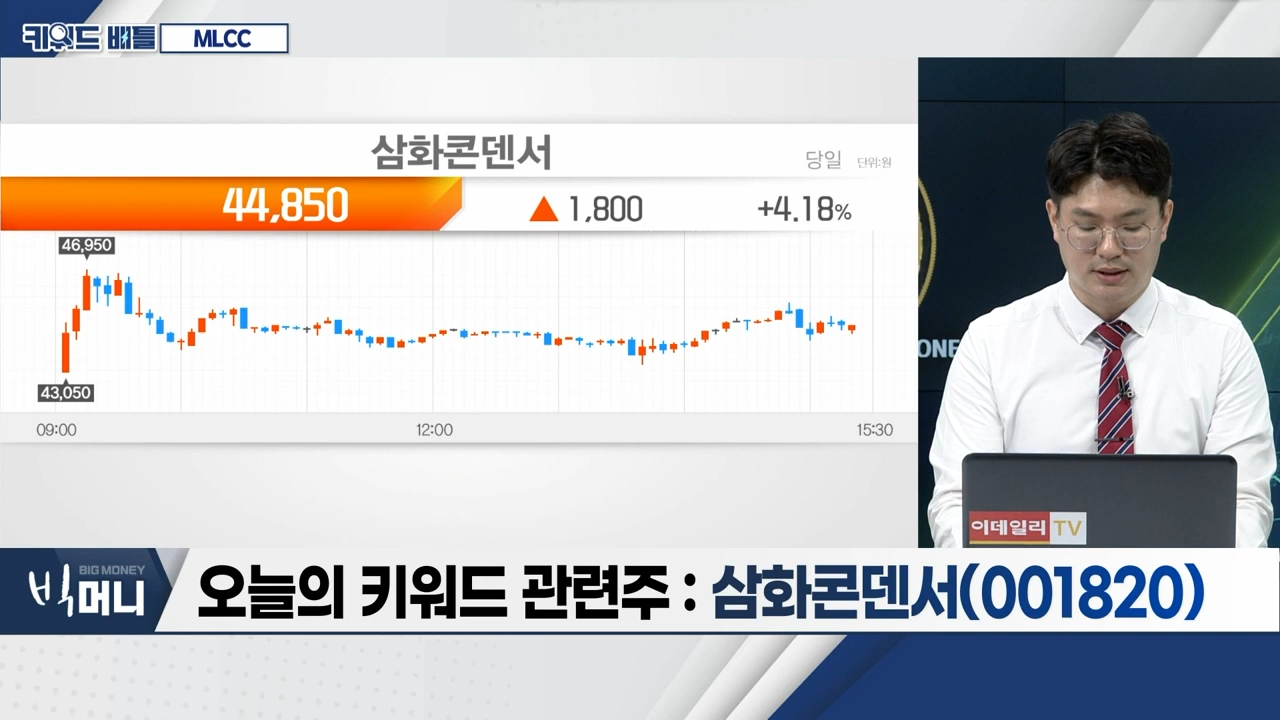 키워드 배틀 MLCC
삼화콘덴서
당일 단위:원
44,850 ▲ 1,800 +4.18%
46,950
43,050
09:00 12:00 15:30
ONE
이데일리 TV
BIG MONEY
빅머니
오늘의 키워드 관련주 : 삼화콘덴서(001820)